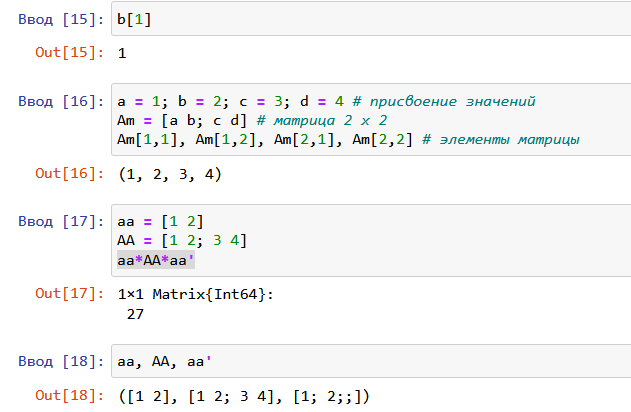 Ввод [15]: b[1]
Out[15]: 1
Ввод [16]: a = 1; b = 2; c = 3; d = 4 # присвоение значений
Am = [a b; c d] # матрица 2 x 2
Am[1,1], Am[1,2], Am[2,1], Am[2,2] # элементы матрицы
Out[16]: (1, 2, 3, 4)
Ввод [17]: aa = [1 2]
AA = [1 2; 3 4]
aa*AA*aa'
Out[17]: 1×1 Matrix{Int64}:
27
Ввод [18]: aa, AA, aa'
Out[18]: ([1 2], [1 2; 3 4], [1; 2;;])